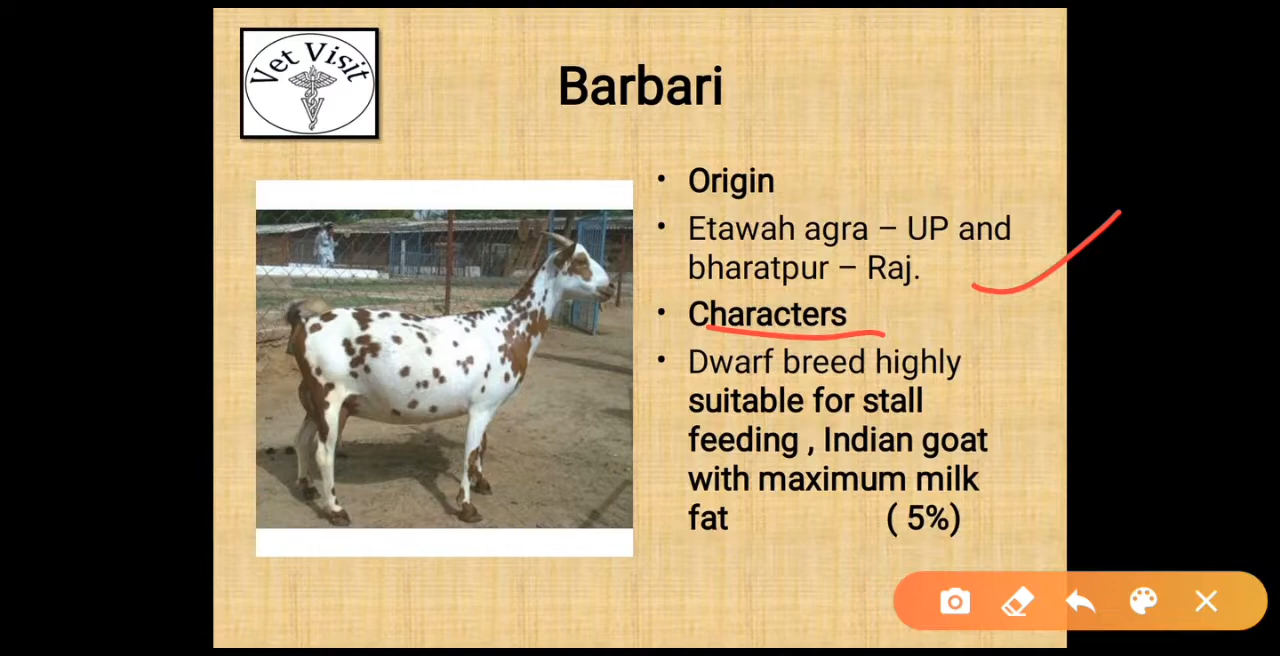 Vet Visit
Barbari
• Origin
• Etawah agra – UP and
bharatpur – Raj.
• Characters
• Dwarf breed highly
suitable for stall
feeding , Indian goat
with maximum milk
fat ( 5%)